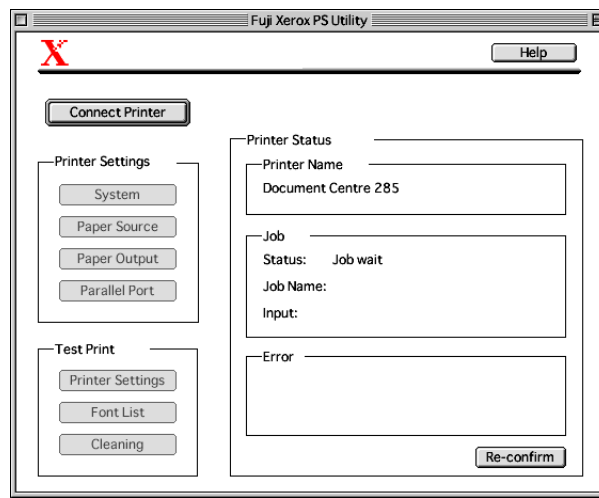 Fuji Xerox PS Utility
X
Help
Connect Printer
Printer Settings
System
Paper Source
Paper Output
Parallel Port
Test Print
Printer Settings
Font List
Cleaning
Printer Status
Printer Name
Document Centre 285
Job
Status: Job wait
Job Name:
Input:
Error
Re-confirm